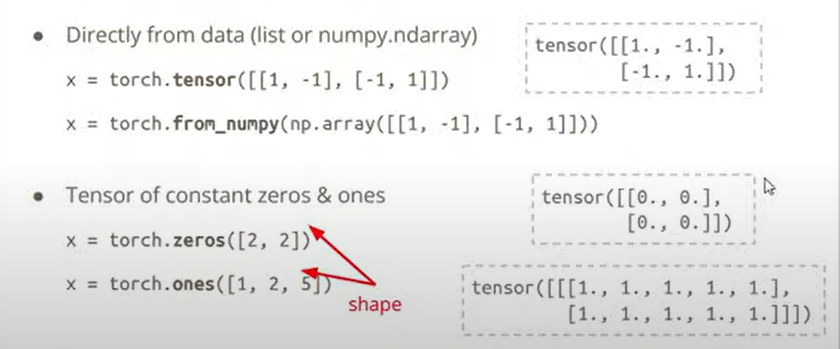 • Directly from data (list or numpy.ndarray)
x = torch.tensor([[1, -1], [-1, 1]])
x = torch.from_numpy(np.array([[1, -1], [-1, 1]]))
tensor([[1., -1.],
[-1., 1.]])
• Tensor of constant zeros & ones
x = torch.zeros([2, 2])
x = torch.ones([1, 2, 5])
shape
tensor([[0., 0.],
[0., 0.]])
tensor([[[1., 1., 1., 1., 1.],
[1., 1., 1., 1., 1.]]])